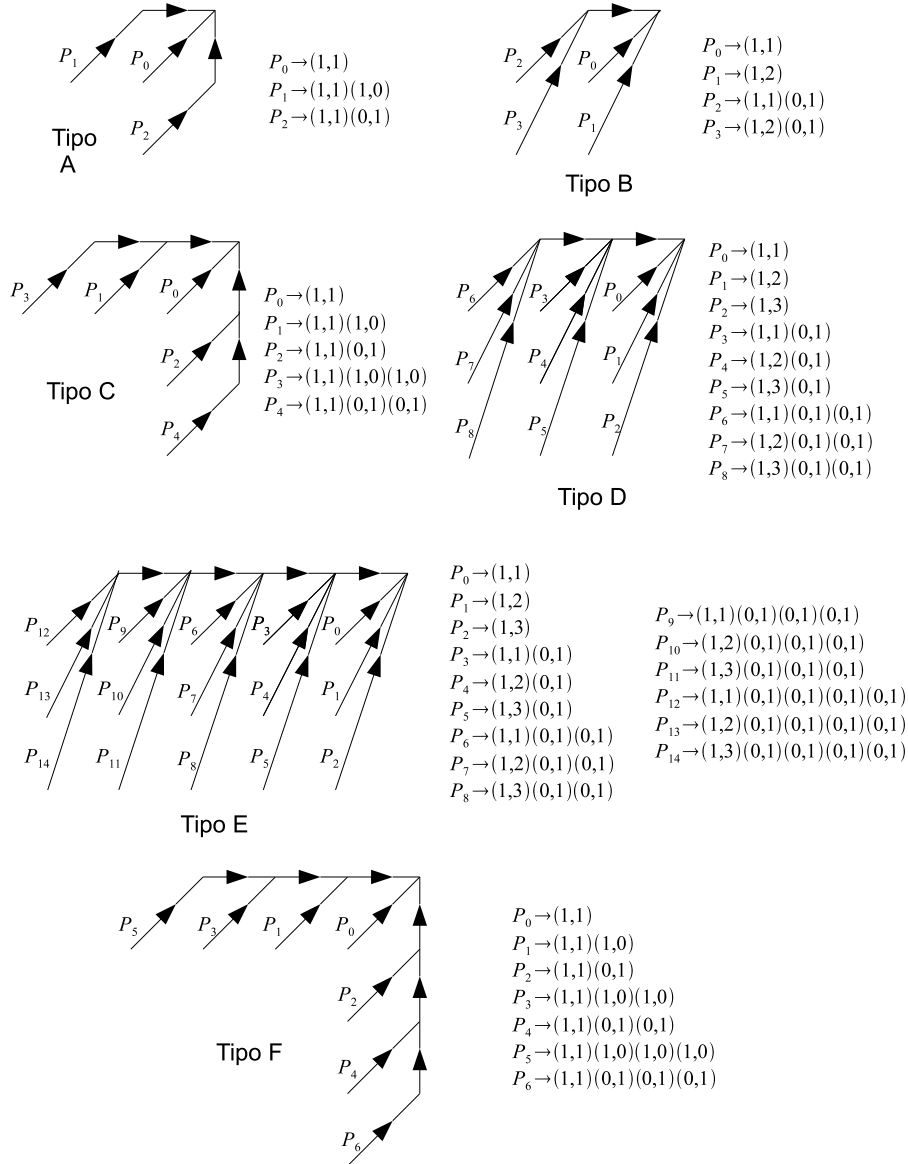 P1
P0
P2
Tipo
A
P0→(1,1)
P1→(1,1)(1,0)
P2→(1,1)(0,1)
P2
P0
P3
P1
Tipo B
P0→(1,1)
P1→(1,2)
P2→(1,1)(0,1)
P3→(1,2)(0,1)
P3
P1
P0
P2
P4
Tipo C
P0→(1,1)
P1→(1,1)(1,0)
P2→(1,1)(0,1)
P3→(1,1)(1,0)(1,0)
P4→(1,1)(0,1)(0,1)
P6
P3
P0
P7
P4
P1
P8
P5
P2
Tipo D
P0→(1,1)
P1→(1,2)
P2→(1,3)
P3→(1,1)(0,1)
P4→(1,2)(0,1)
P5→(1,3)(0,1)
P6→(1,1)(0,1)(0,1)
P7→(1,2)(0,1)(0,1)
P8→(1,3)(0,1)(0,1)
P12
P9
P6
P3
P0
P13
P10
P7
P4
P1
P14
P11
P8
P5
P2
Tipo E
P0→(1,1)
P1→(1,2)
P2→(1,3)
P3→(1,1)(0,1)
P4→(1,2)(0,1)
P5→(1,3)(0,1)
P6→(1,1)(0,1)(0,1)
P7→(1,2)(0,1)(0,1)
P8→(1,3)(0,1)(0,1)
P9→(1,1)(0,1)(0,1)(0,1)
P10→(1,2)(0,1)(0,1)(0,1)
P11→(1,3)(0,1)(0,1)(0,1)
P12→(1,1)(0,1)(0,1)(0,1)(0,1)
P13→(1,2)(0,1)(0,1)(0,1)(0,1)
P14→(1,3)(0,1)(0,1)(0,1)(0,1)
P5
P3
P1
P0
P2
P4
P6
Tipo F
P0→(1,1)
P1→(1,1)(1,0)
P2→(1,1)(0,1)
P3→(1,1)(1,0)(1,0)
P4→(1,1)(0,1)(0,1)
P5→(1,1)(1,0)(1,0)(1,0)
P6→(1,1)(0,1)(0,1)(0,1)